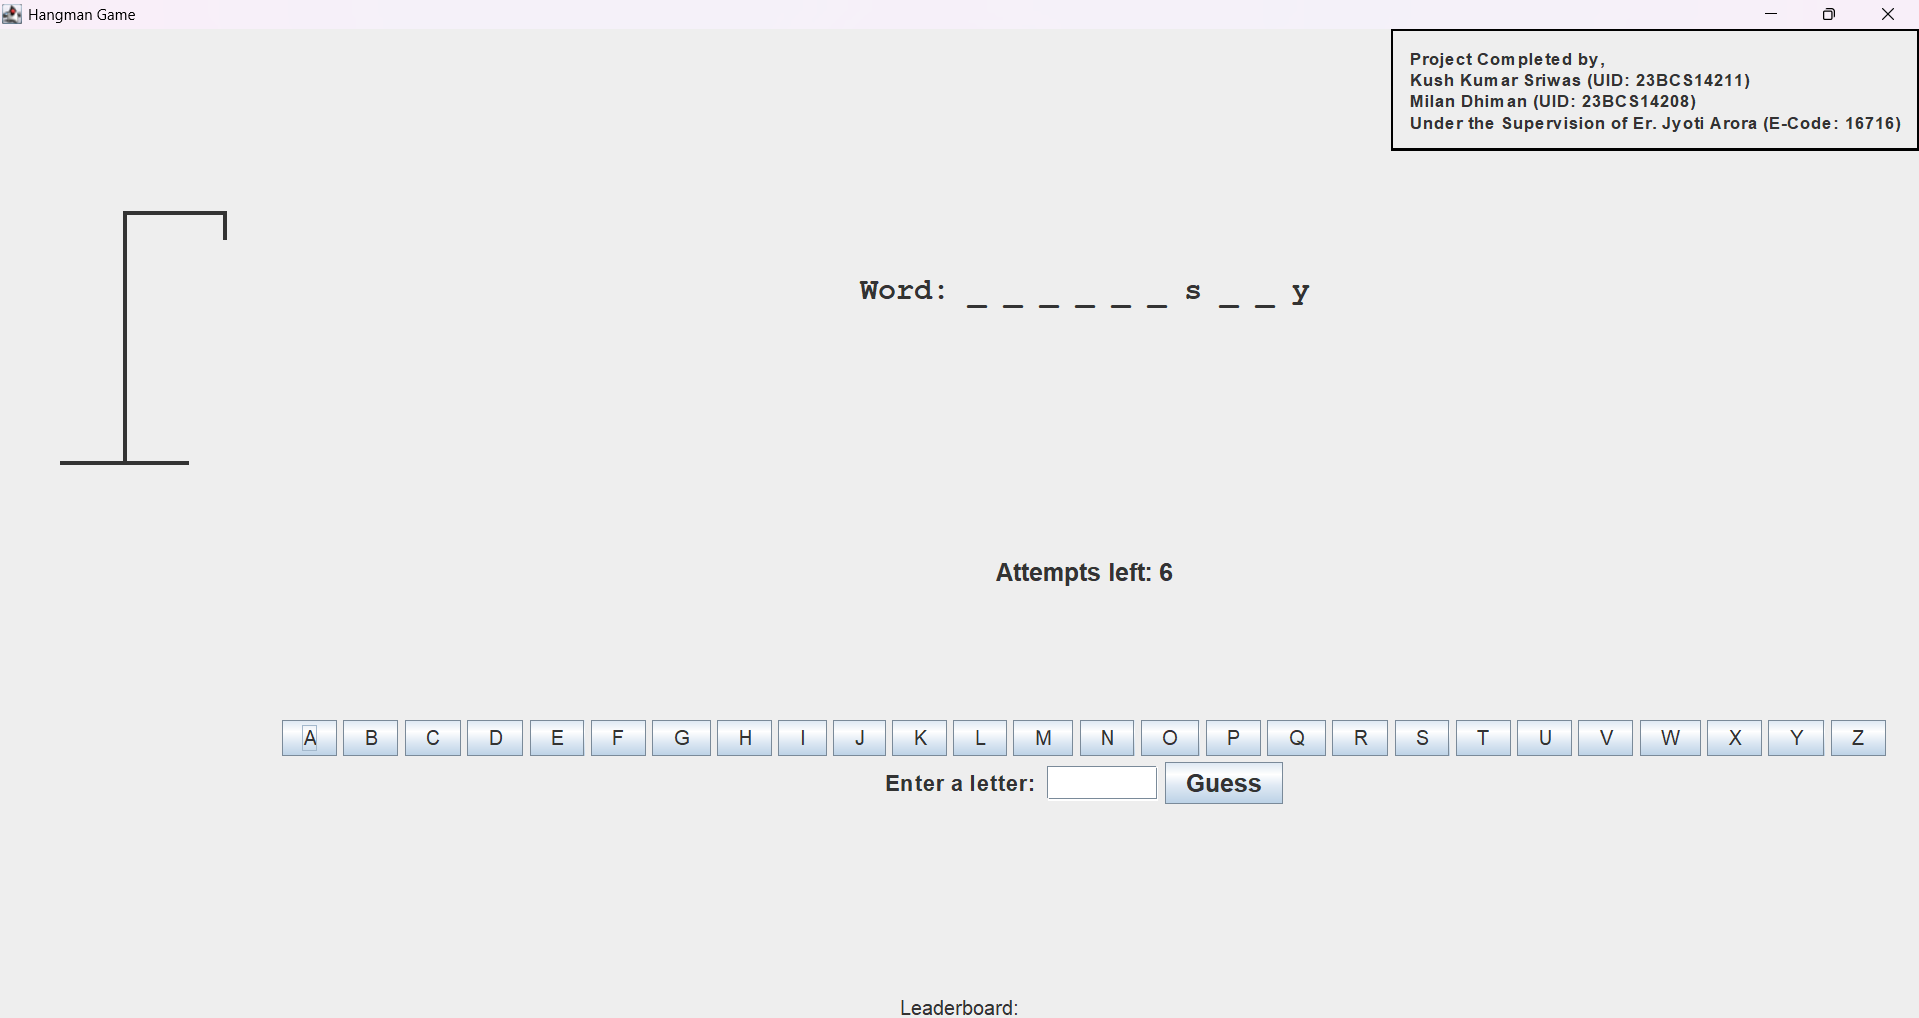 Hangman Game
Project Completed by,
Kush Kumar Sriwas (UID: 23BCS14211)
Milan Dhiman (UID: 23BCS14208)
Under the Supervision of Er. Jyoti Arora (E-Code: 16716)
Word: _ _ _ _ _ _ s _ _ y
Attempts left: 6
A B C D E F G H I J K L M N O P Q R S T U V W X Y Z
Enter a letter: Guess
Leaderboard: